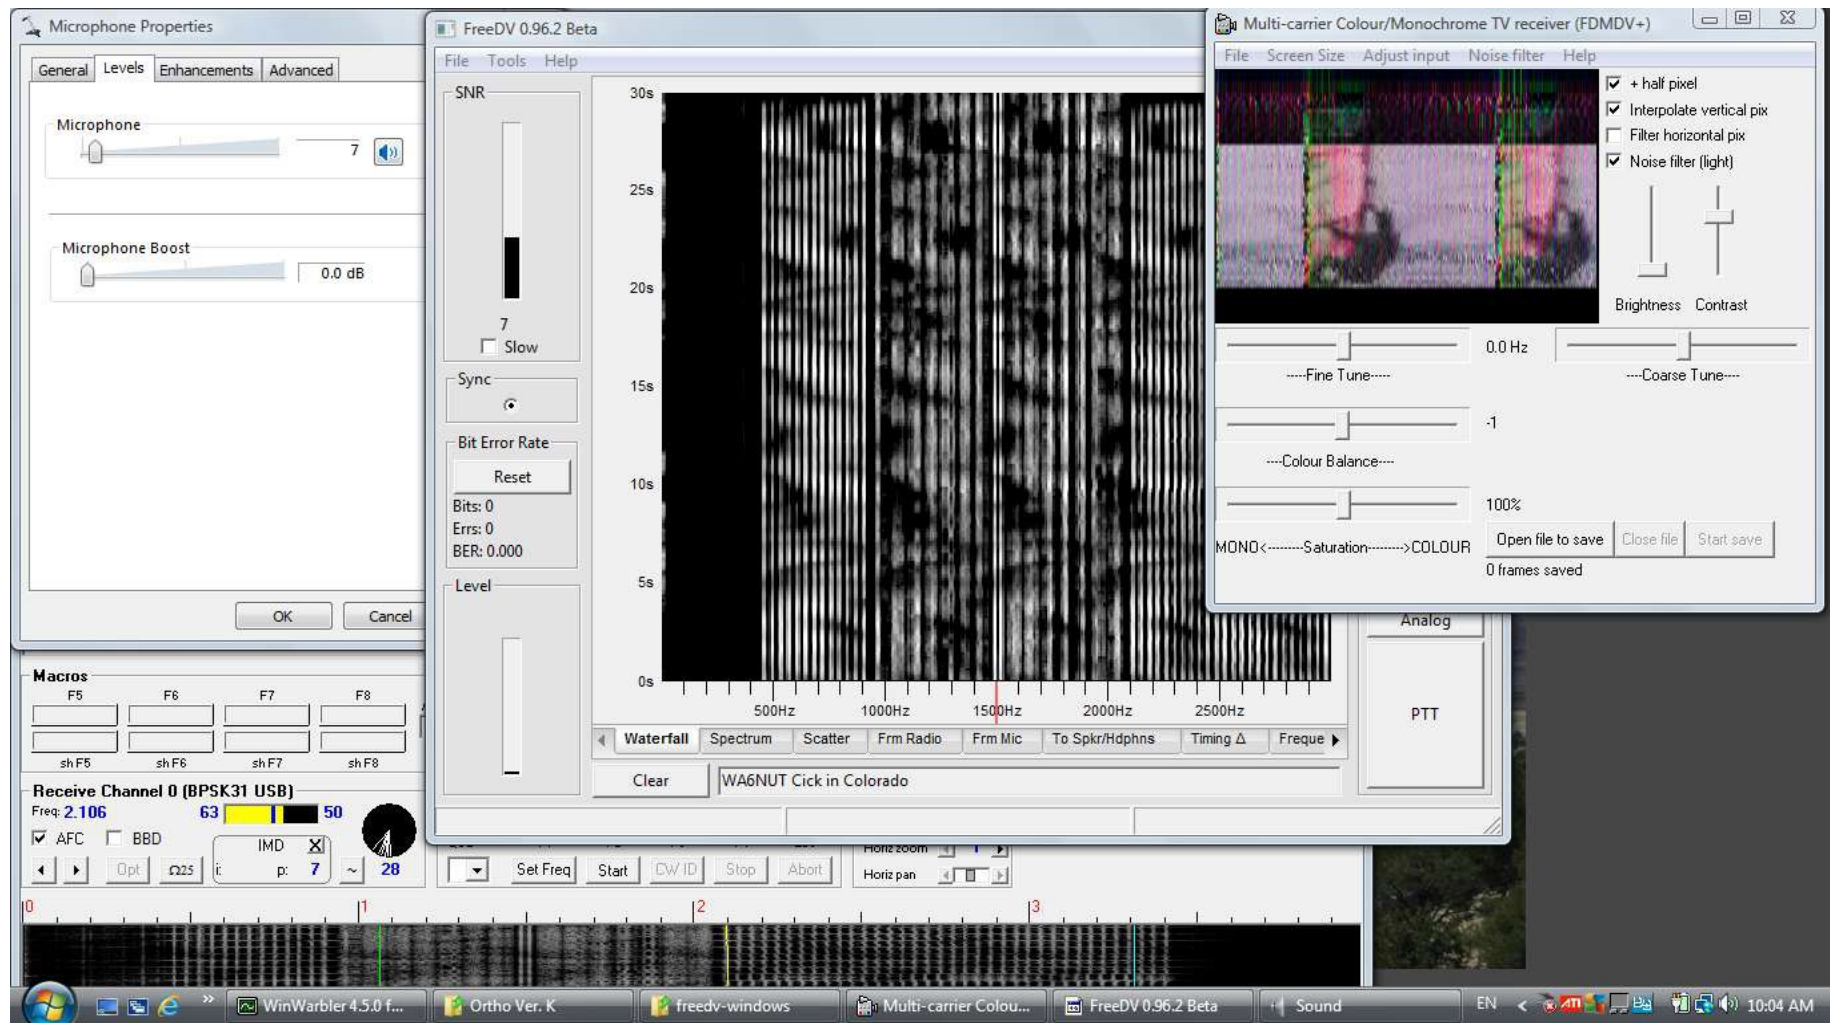 Microphone Properties
General Levels Enhancements Advanced
Microphone
7
Microphone Boost
0.0 dB
OK Cancel
FreeDV 0.96.2 Beta
File Tools Help
SNR
7
Slow
Sync
Bit Error Rate
Reset
Bits: 0
Errs: 0
BER: 0.000
Level
30s
25s
20s
15s
10s
5s
0s
500Hz 1000Hz 1500Hz 2000Hz 2500Hz
Waterfall Spectrum Scatter Frm Radio Frm Mic To Spkr/Hdphns Timing Δ Freque
Clear WA6NUT Cick in Colorado
Analog
PTT
Multi-carrier Colour/Monochrome TV receiver (FDMDV+)
File Screen Size Adjust input Noise filter Help
+ half pixel
Interpolate vertical pix
Filter horizontal pix
Noise filter (light)
Brightness Contrast
0.0 Hz
-----Fine Tune----- ----Coarse Tune----
-1
----Colour Balance----
100%
MONO<--------Saturation-------->COLOUR
Open file to save Close file Start save
0 frames saved
Macros
F5 F6 F7 F8
sh F5 sh F6 sh F7 sh F8
Receive Channel 0 (BPSK31 USB)
Freq: 2.106 63 50
AFC BBD IMD X
Opt Ω25 i: p: 7 ~ 28
Set Freq Start CW ID Stop Abort
Horiz zoom 1
Horiz pan
0 1 2 3
WinWarbler 4.5.0 f... Ortho Ver. K freedv-windows Multi-carrier Colou... FreeDV 0.96.2 Beta Sound EN ATI 10:04 AM